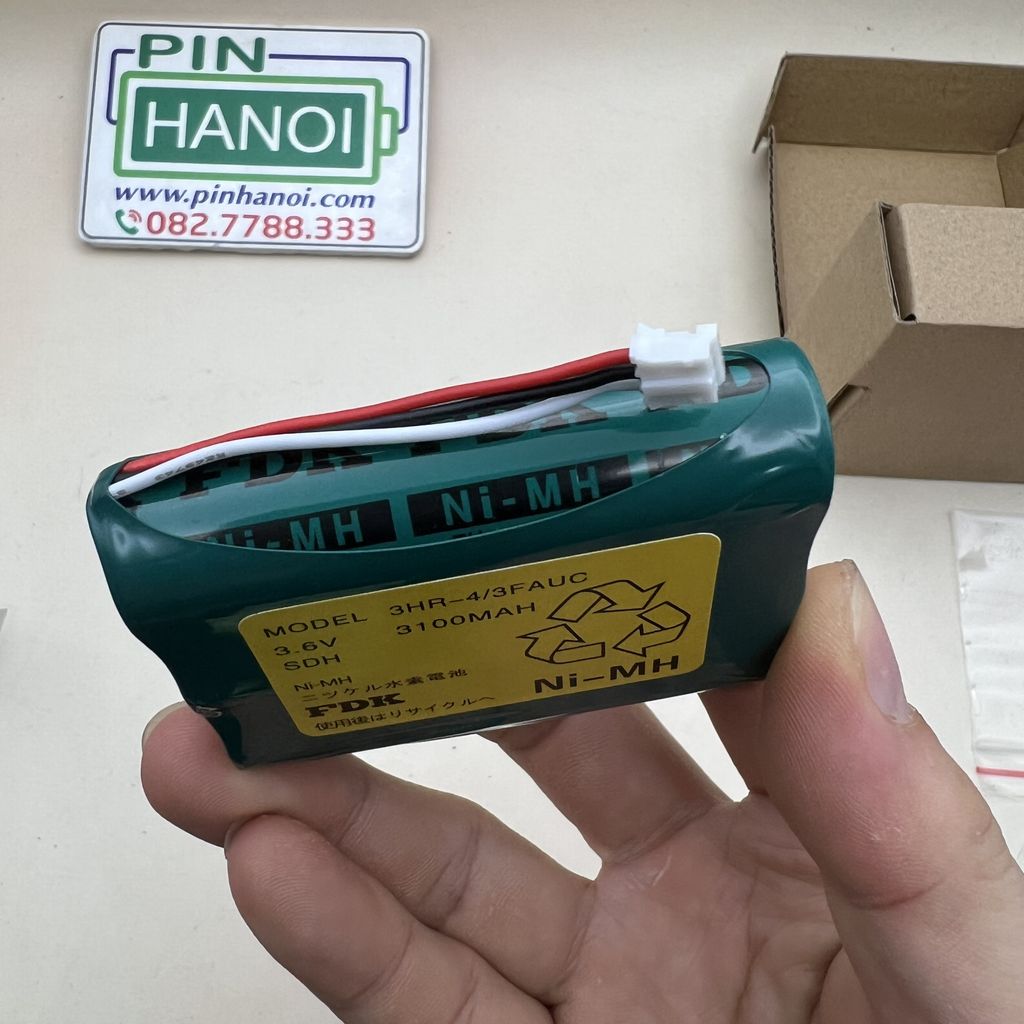 PIN
HANOI
www.pinhanoi.com
082.7788.333
FDK FDK
Ni-MH Ni-MH
MODEL 3HR-4/3FAUC
3.6V 3100MAH
SDH
Ni-MH
ニッケル水素電池
FDK
使用後はリサイクルへ
Ni-MH